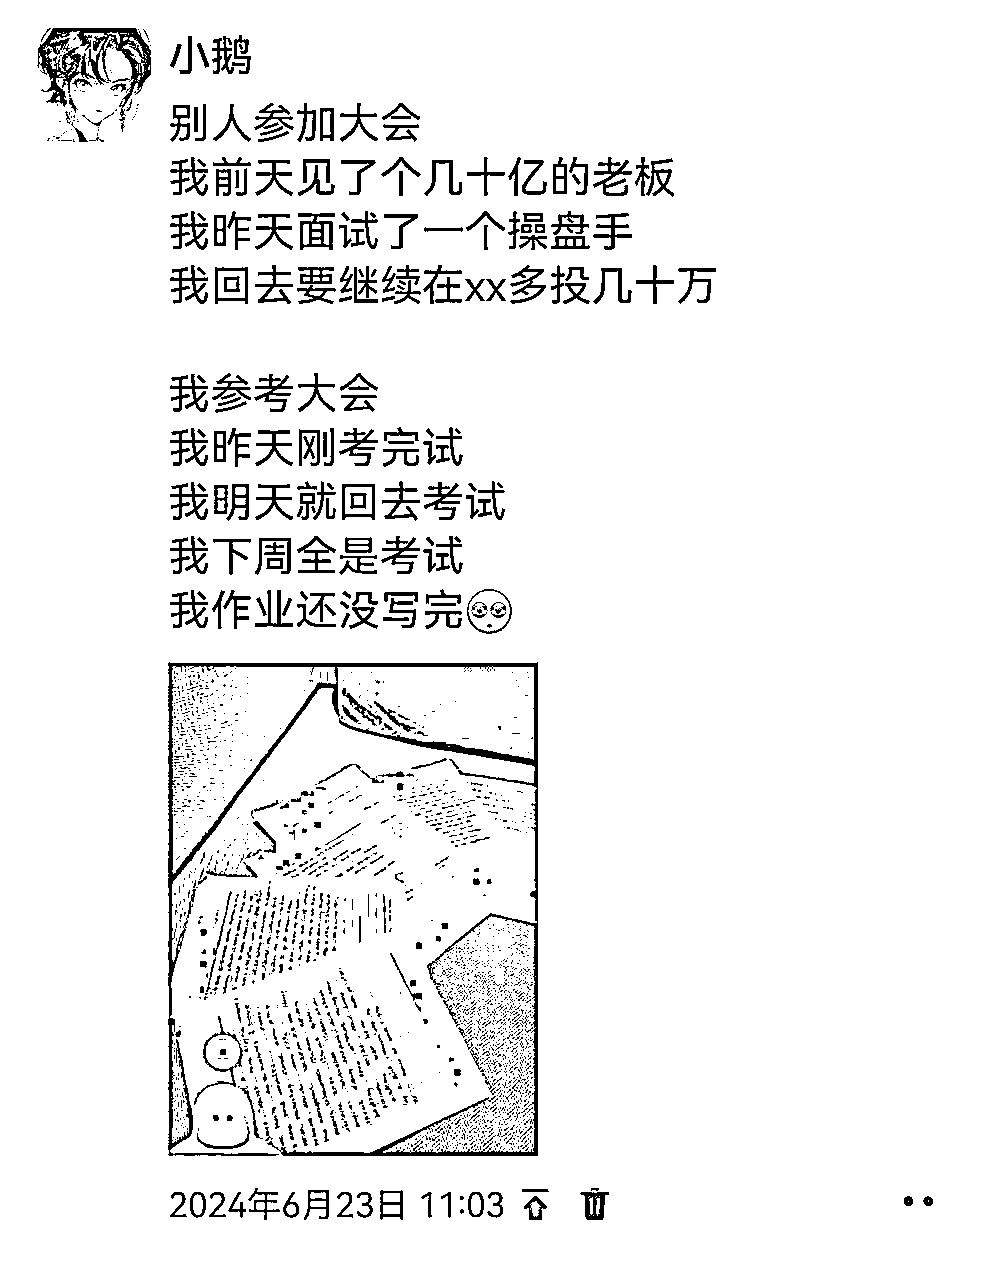 小鹅
别人参加大会
我前天见了个几十亿的老板
我昨天面试了一个操盘手
我回去要继续在xx多投几十万
我参考大会
我昨天刚考完试
我明天就回去考试
我下周全是考试
我作业还没写完🥺
2024年6月23日 11:03